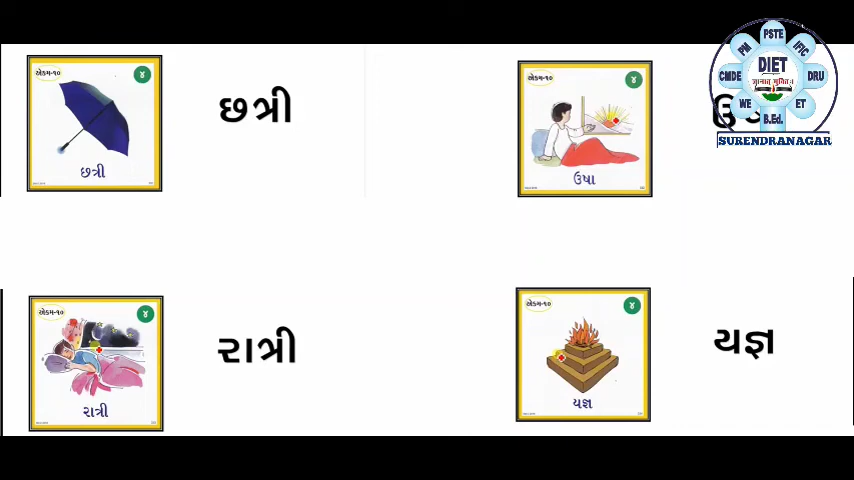 એકમ-૧૦
૪
છત્રી
છત્રી
એકમ-૧૦
૪
ઉષા
PSTE
IFIC
DRU
ET
B.Ed.
WE
CMDE
PM
DIET
SURENDRANAGAR
એકમ-૧૦
૪
રાત્રી
રાત્રી
એકમ-૧૦
૪
યજ્ઞ
યજ્ઞ